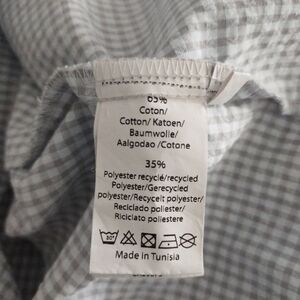 65%
Coton/
Cotton/ Katoen/
Baumwolle/
Aalgodao /Cotone
35%
Polyester recyclé/recycled
Polyester/Gerecycled
polyester/Recycelt polyester/
Reciclado poliester/
Riciclato poliestere
30°
Made in Tunisia